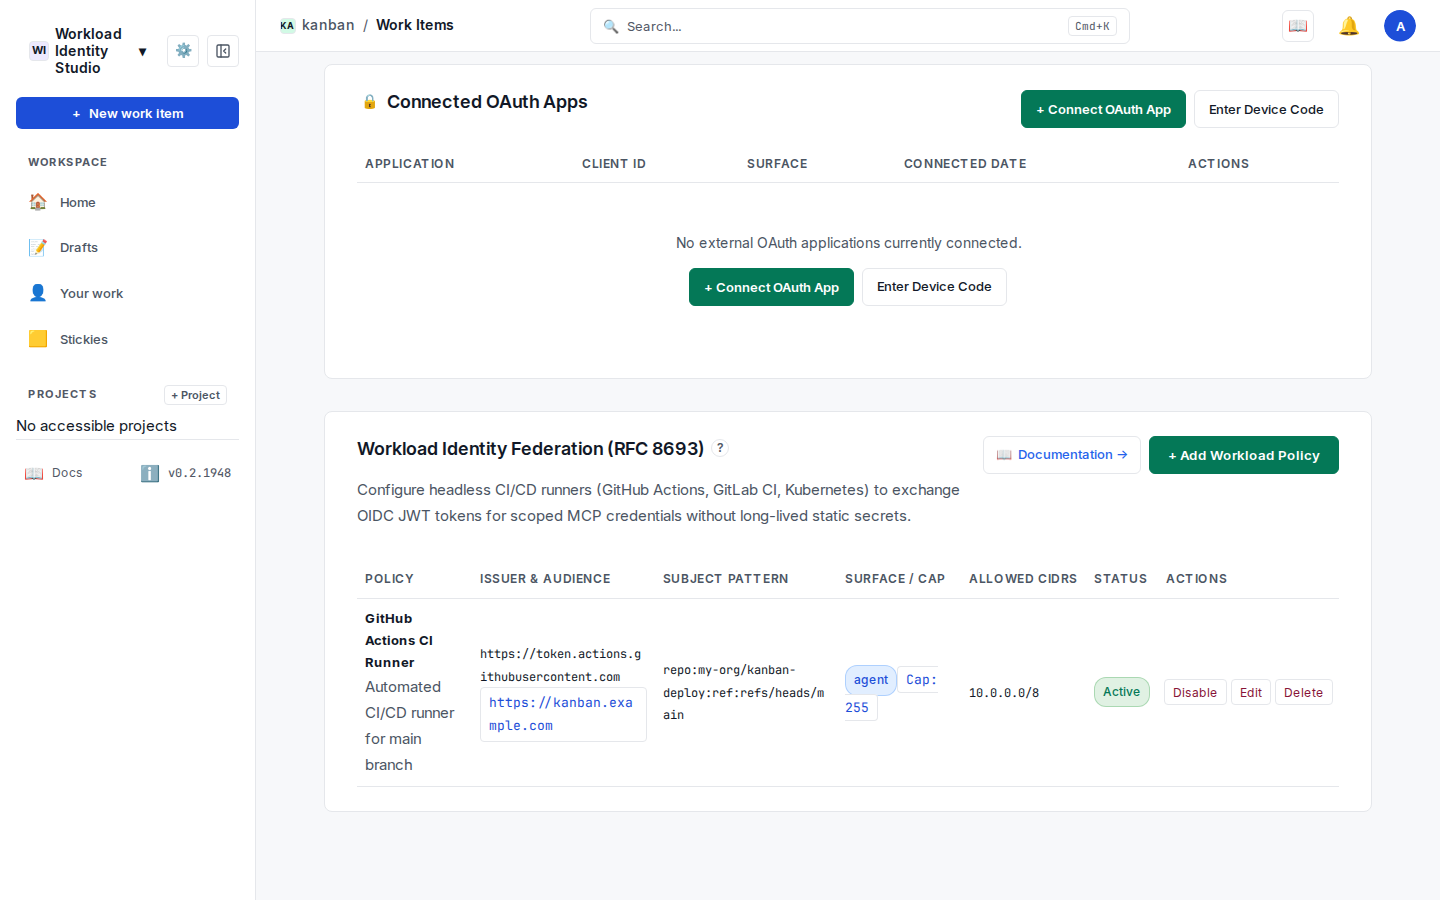 WI
Workload
Identity
Studio
▼
+ New work item
WORKSPACE
Home
Drafts
Your work
Stickies
PROJECTS
+ Project
No accessible projects
Docs
v0.2.1948
KA kanban / Work Items
Search...
Cmd+K
A
Connected OAuth Apps
+ Connect OAuth App
Enter Device Code
APPLICATION CLIENT ID SURFACE CONNECTED DATE ACTIONS
No external OAuth applications currently connected.
+ Connect OAuth App
Enter Device Code
Workload Identity Federation (RFC 8693) ?
Documentation →
+ Add Workload Policy
Configure headless CI/CD runners (GitHub Actions, GitLab CI, Kubernetes) to exchange
OIDC JWT tokens for scoped MCP credentials without long-lived static secrets.
POLICY ISSUER & AUDIENCE SUBJECT PATTERN SURFACE / CAP ALLOWED CIDRS STATUS ACTIONS
GitHub
Actions CI
Runner
Automated
CI/CD runner
for main
branch
https://token.actions.g
ithubusercontent.com
https://kanban.exa
mple.com
repo:my-org/kanban-
deploy:ref:refs/heads/m
ain
agent
Cap:
255
10.0.0.0/8
Active
Disable
Edit
Delete